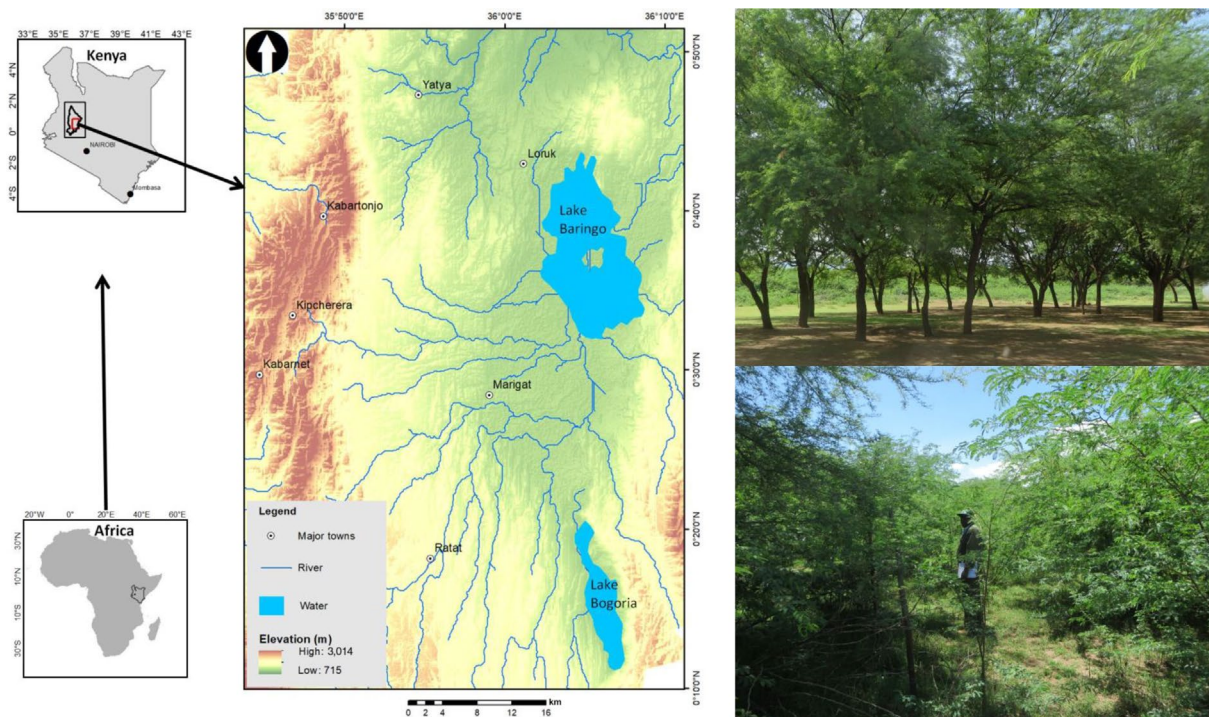 33°E 35°E 37°E 39°E 41°E 43°E
Kenya
4°N
2°N
0°
2°S
4°S
NAIROBI
Mombasa
20°W 0° 20°E 40°E 60°E
Africa
30°N
10°N
10°S
30°S
35°50'0"E 36°0'0"E 36°10'0"E
0°50'0"N
0°40'0"N
0°30'0"N
0°20'0"N
0°10'0"N
Yatya
Loruk
Kabartonjo
Lake
Baringo
Kipcherera
Kabarnet
Marigat
Ratat
Lake
Bogoria
Legend
Major towns
River
Water
Elevation (m)
High: 3,014
Low: 715
km
0 2 4 8 12 16